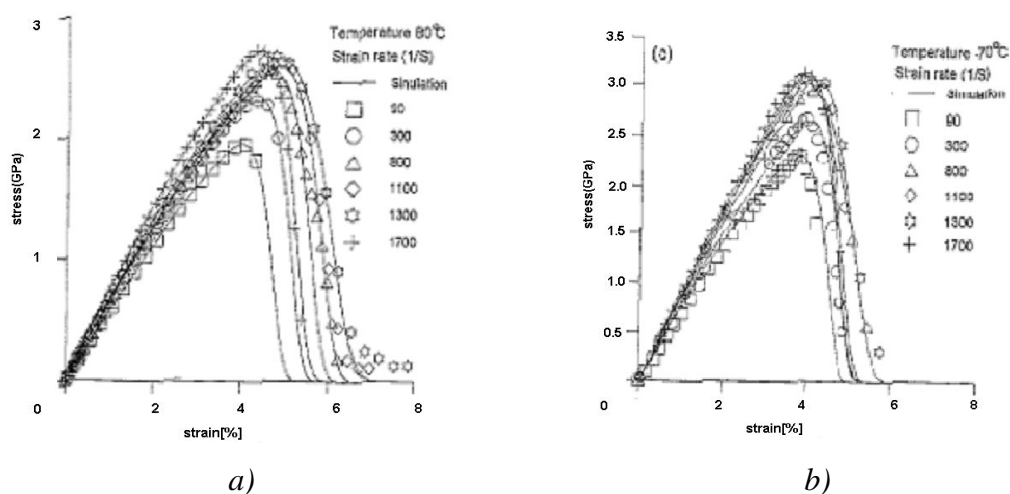 3
2
1
0
2
4
6
8
stress(GPa)
strain[%]
Temperature 80°C
Strain rate (1/S)
Simulation
90
300
800
1100
1300
1700
a)
3.5
3.0
2.5
2.0
1.5
1.0
0.5
0
2
4
6
8
stress(GPa)
strain[%]
(c)
Temperature -70°C
Strain rate (1/S)
Simulation
90
300
800
1100
1300
1700
b)